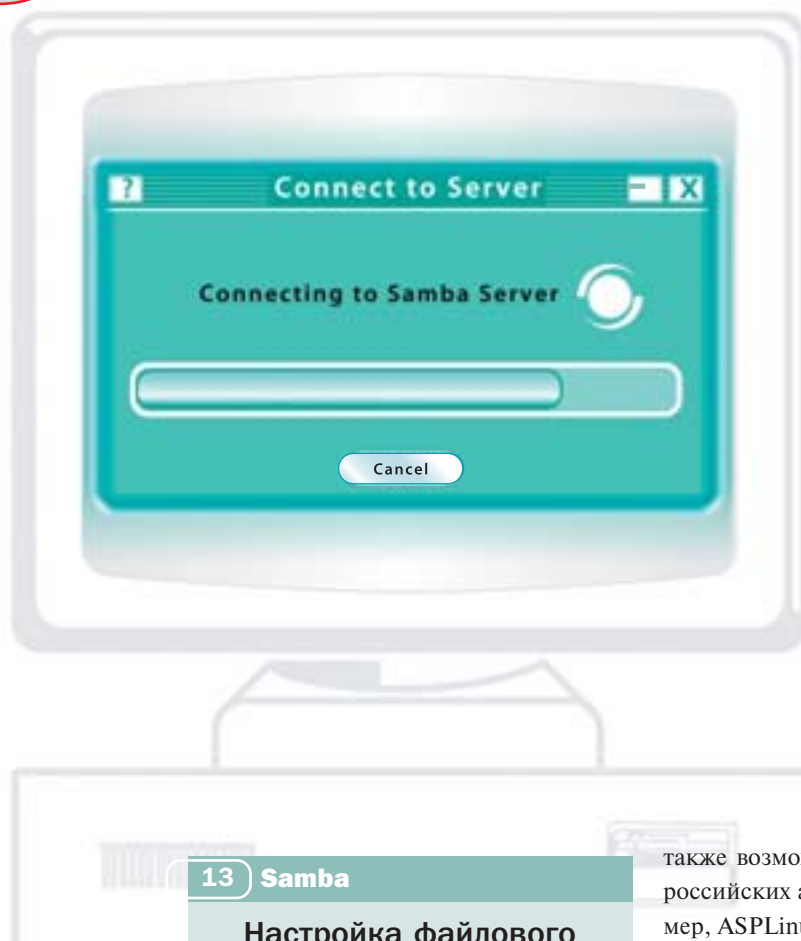 ? Connect to Server – X
Connecting to Samba Server
Cancel
13 Samba
Настройка файлового
также возмо
российских а
мер, ASPLin